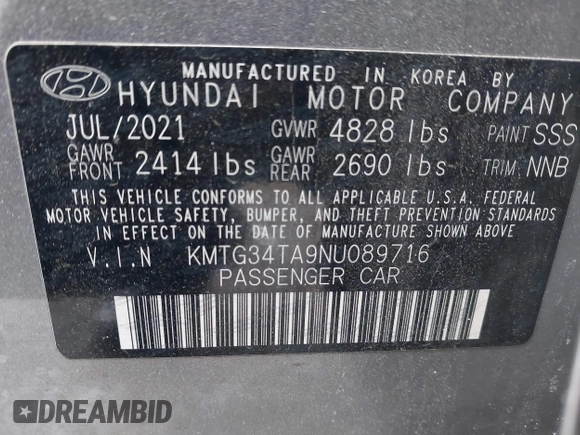 MANUFACTURED IN KOREA BY
HYUNDAI MOTOR COMPANY
JUL/2021 GVWR 4828 lbs PAINT SSS
GAWR FRONT 2414 lbs GAWR REAR 2690 lbs TRIM NNB
THIS VEHICLE CONFORMS TO ALL APPLICABLE U.S.A. FEDERAL
MOTOR VEHICLE SAFETY, BUMPER, AND THEFT PREVENTION STANDARDS
IN EFFECT ON THE DATE OF MANUFACTURE SHOWN ABOVE
V.I.N KMTG34TA9NU089716
PASSENGER CAR
DREAMBID